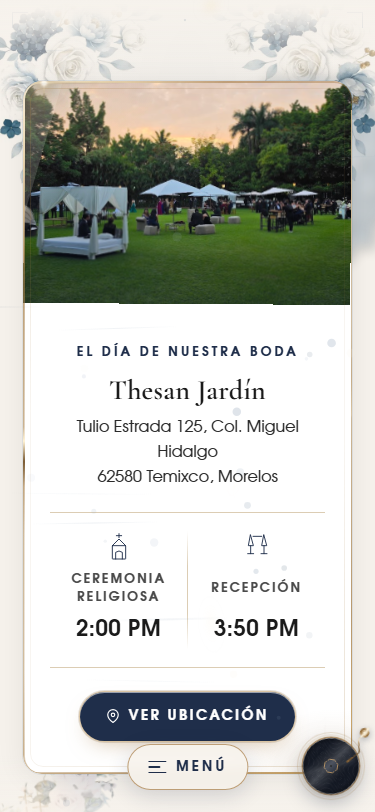 EL DÍA DE NUESTRA BODA
Thesan Jardín
Tulio Estrada 125, Col. Miguel
Hidalgo
62580 Temixco, Morelos
CEREMONIA
RELIGIOSA
2:00 PM
RECEPCIÓN
3:50 PM
VER UBICACIÓN
MENÚ